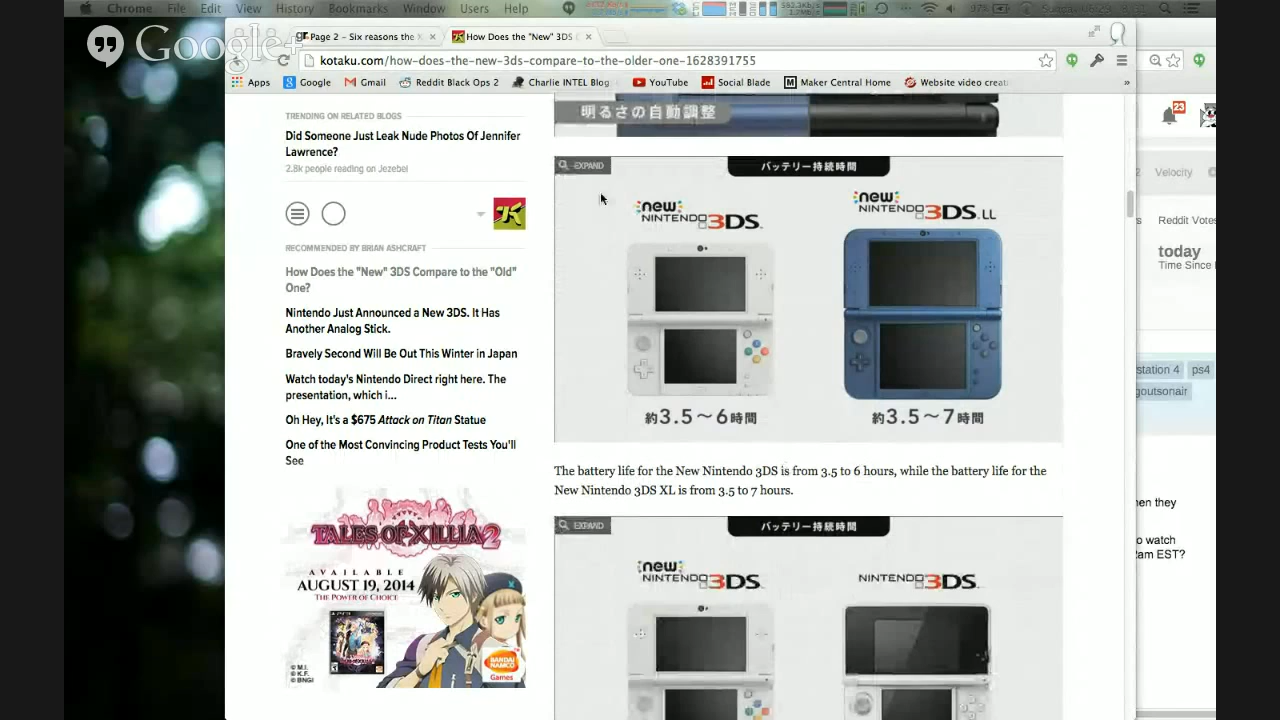 Chrome File Edit View History Bookmarks Window Users Help
97%
Google+
Page 2 – Six reasons the
How Does the "New" 3DS C
kotaku.com/how-does-the-new-3ds-compare-to-the-older-one-1628391755
Apps Google Gmail Reddit Black Ops 2 Charlie INTEL Blog YouTube Social Blade Maker Central Home Website video creati »
TRENDING ON RELATED BLOGS
Did Someone Just Leak Nude Photos Of Jennifer
Lawrence?
2.8k people reading on Jezebel
RECOMMENDED BY BRIAN ASHCRAFT
How Does the "New" 3DS Compare to the "Old"
One?
Nintendo Just Announced a New 3DS. It Has
Another Analog Stick.
Bravely Second Will Be Out This Winter in Japan
Watch today's Nintendo Direct right here. The
presentation, which i...
Oh Hey, It's a $675 Attack on Titan Statue
One of the Most Convincing Product Tests You'll
See
TALES OF XILLIA 2
AVAILABLE
AUGUST 19, 2014
THE POWER OF CHOICE
BANDAI
NAMCO
Games
© M.I.
© K.F.
© BNGI
明るさの自動調整
EXPAND
バッテリー持続時間
new
NINTENDO 3DS
new
NINTENDO 3DS LL
約3.5～6時間
約3.5～7時間
The battery life for the New Nintendo 3DS is from 3.5 to 6 hours, while the battery life for the
New Nintendo 3DS XL is from 3.5 to 7 hours.
EXPAND
バッテリー持続時間
new
NINTENDO 3DS
NINTENDO 3DS
23
2 Velocity
s Reddit Votes
today
Time Since
station 4 ps4
goutsonair
hen they
o watch
2am EST?